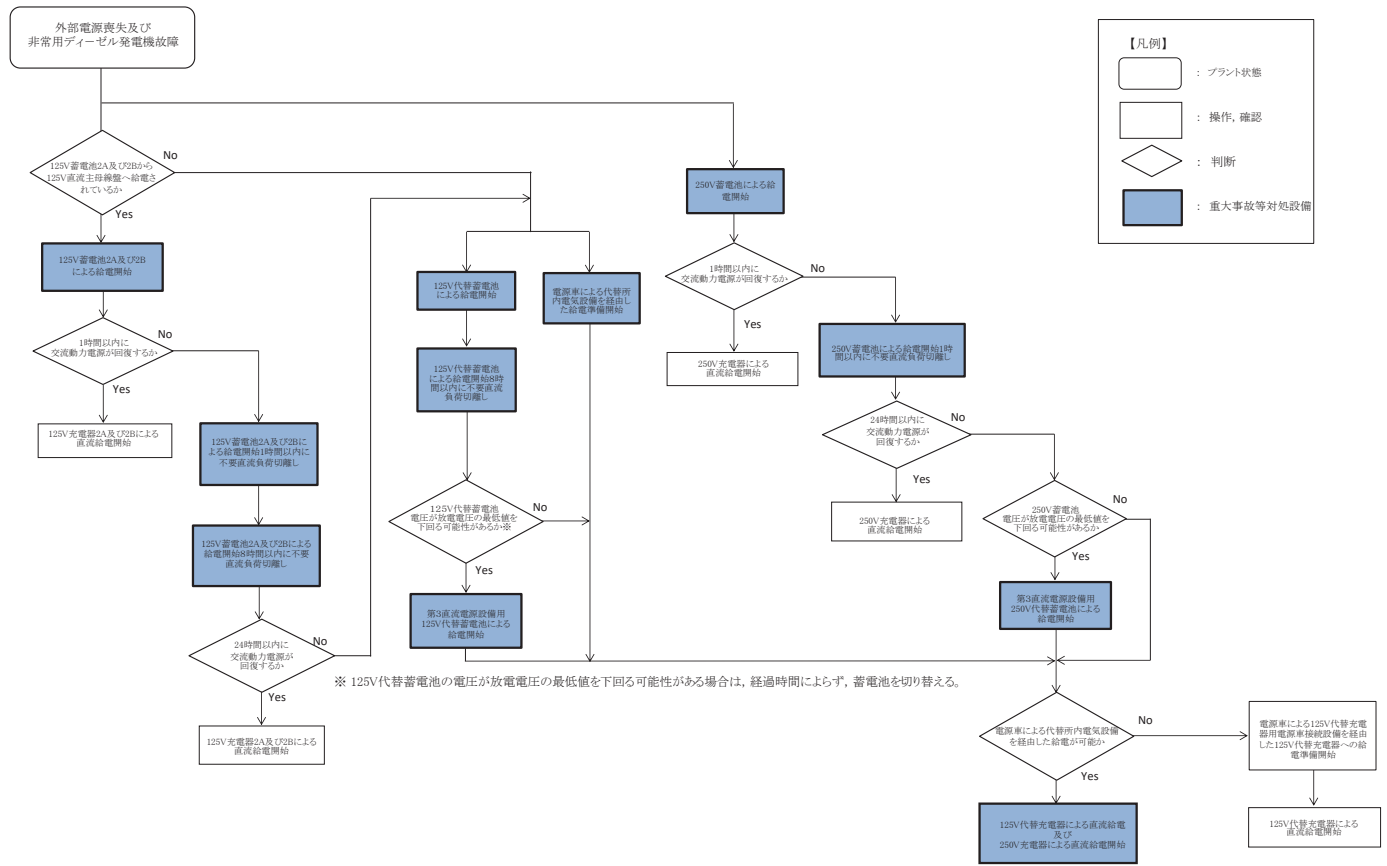 外部電源喪失及び
非常用ディーゼル発電機故障
【凡例】
： プラント状態
： 操作，確認
： 判断
： 重大事故等対処設備
125V蓄電池2A及び2Bから
125V直流主母線盤へ給電さ
れているか
No
Yes
125V蓄電池2A及び2B
による給電開始
1時間以内に
交流動力電源が回復するか
No
Yes
125V充電器2A及び2Bによる
直流給電開始
125V蓄電池2A及び2Bに
よる給電開始1時間以内に
不要直流負荷切離し
125V蓄電池2A及び2Bによる
給電開始8時間以内に不要
直流負荷切離し
24時間以内に
交流動力電源が
回復するか
No
Yes
125V充電器2A及び2Bによる
直流給電開始
125V代替蓄電池
による給電開始
電源車による代替所
内電気設備を経由し
た給電準備開始
125V代替蓄電池
による給電開始8時
間以内に不要直流
負荷切離し
125V代替蓄電池
電圧が放電電圧の最低値を
下回る可能性があるか※
No
Yes
第3直流電源設備用
125V代替蓄電池による
給電開始
※ 125V代替蓄電池の電圧が放電電圧の最低値を下回る可能性がある場合は，経過時間によらず，蓄電池を切り替える。
250V蓄電池による給
電開始
1時間以内に
交流動力電源が回復するか
No
Yes
250V充電器による
直流給電開始
250V蓄電池による給電開始1時
間以内に不要直流負荷切離し
24時間以内に
交流動力電源が
回復するか
No
Yes
250V充電器による
直流給電開始
250V蓄電池
電圧が放電電圧の最低値を
下回る可能性があるか
No
Yes
第3直流電源設備用
250V代替蓄電池による
給電開始
電源車による代替所内電気設備
を経由した給電が可能か
No
Yes
125V代替充電器による直流給電
及び
250V充電器による直流給電開始
電源車による125V代替充電
器用電源車接続設備を経由
した125V代替充電器への給
電準備開始
125V代替充電器による
直流給電開始